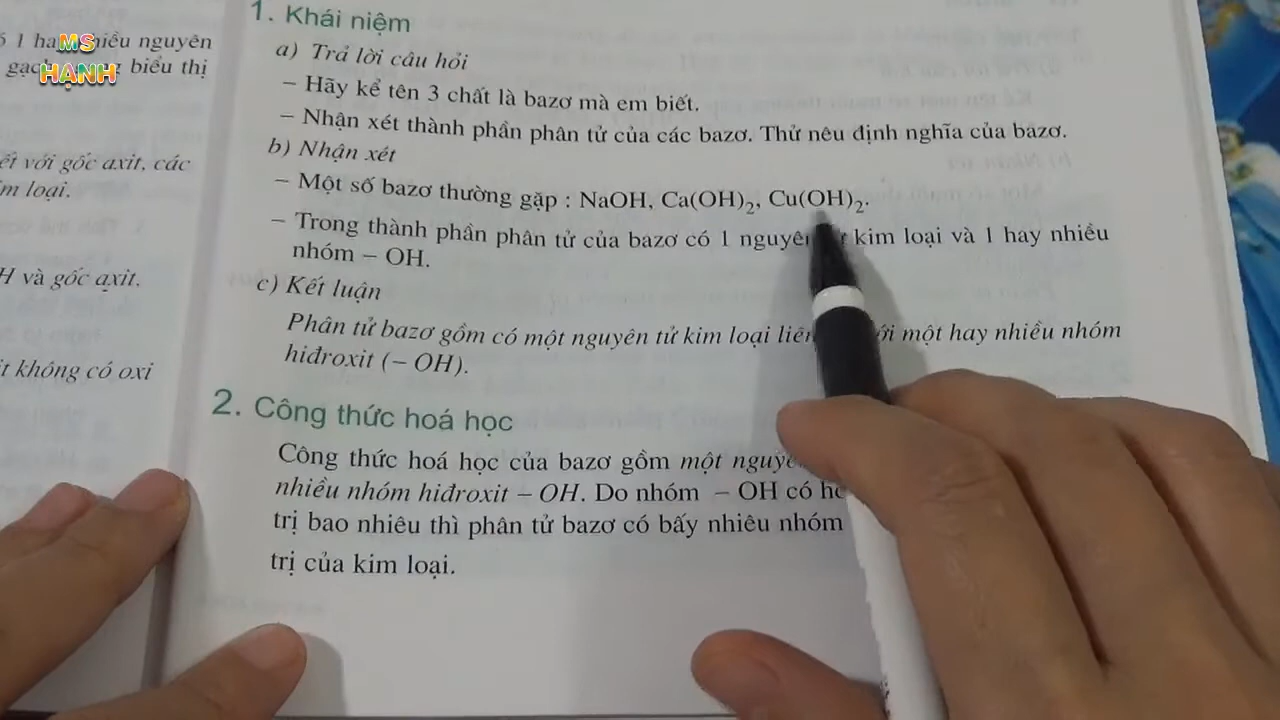 MS
HẠNH
1 hay nhiều nguyên
gạch biểu thị
ết với gốc axit, các
m loại.
H và gốc axit.
t không có oxi
1. Khái niệm
a) Trả lời câu hỏi
– Hãy kể tên 3 chất là bazơ mà em biết.
– Nhận xét thành phần phân tử của các bazơ. Thử nêu định nghĩa của bazơ.
b) Nhận xét
– Một số bazơ thường gặp : NaOH, Ca(OH)₂, Cu(OH)₂.
– Trong thành phần phân tử của bazơ có 1 nguyên tử kim loại và 1 hay nhiều
nhóm – OH.
c) Kết luận
Phân tử bazơ gồm có một nguyên tử kim loại liên với một hay nhiều nhóm
hiđroxit (– OH).
2. Công thức hoá học
Công thức hoá học của bazơ gồm một nguyê
nhiều nhóm hiđroxit – OH. Do nhóm – OH có
trị bao nhiêu thì phân tử bazơ có bấy nhiêu nhóm
trị của kim loại.